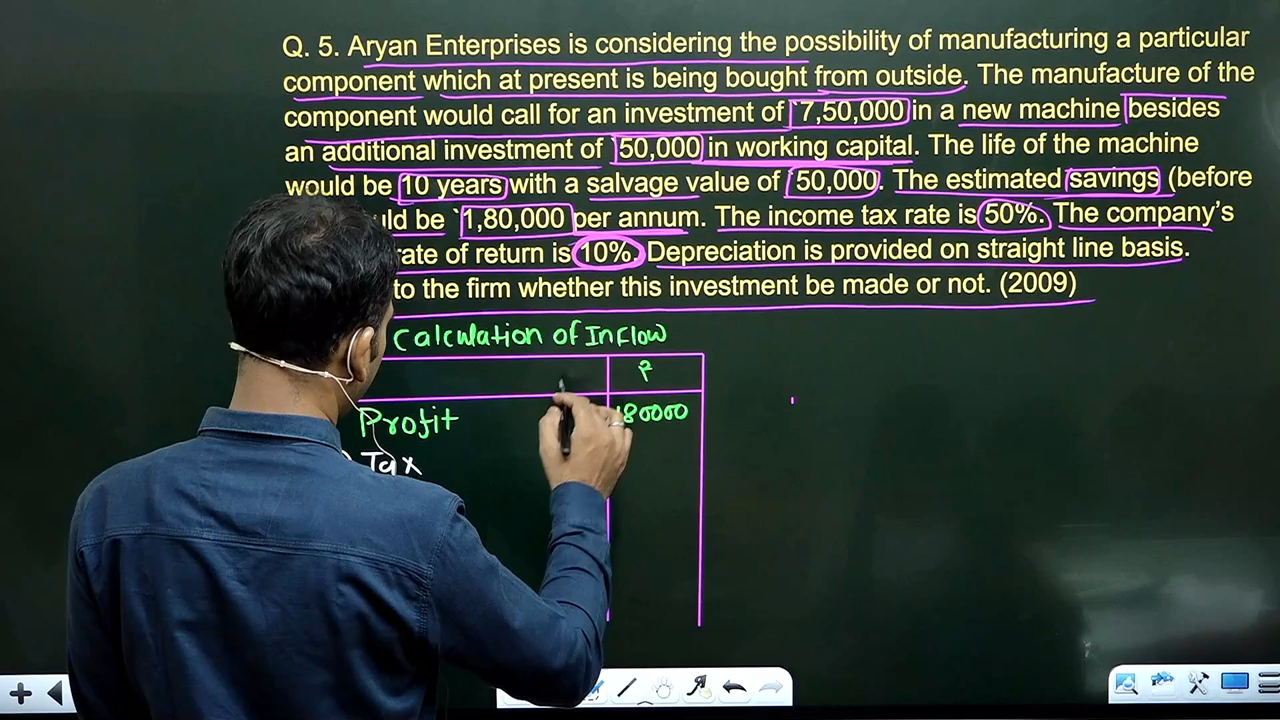 Q. 5. Aryan Enterprises is considering the possibility of manufacturing a particular
component which at present is being bought from outside. The manufacture of the
component would call for an investment of `7,50,000 in a new machine besides
an additional investment of `50,000 in working capital. The life of the machine
would be 10 years with a salvage value of `50,000. The estimated savings (before
uld be `1,80,000 per annum. The income tax rate is 50%. The company's
rate of return is 10%. Depreciation is provided on straight line basis.
to the firm whether this investment be made or not. (2009)
Calculation of Inflow
₹
Profit 180000
Tax